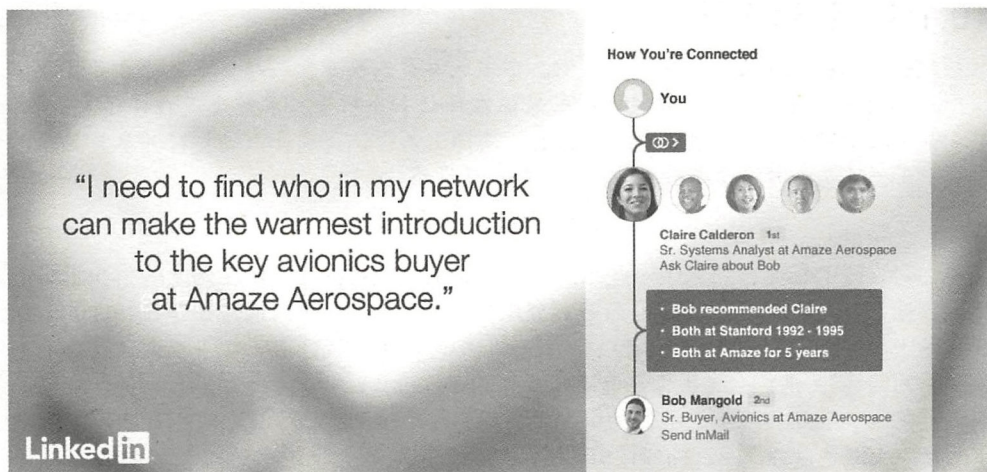 “I need to find who in my network
can make the warmest introduction
to the key avionics buyer
at Amaze Aerospace.”
Linked in
How You’re Connected
You
Claire Calderon 1st
Sr. Systems Analyst at Amaze Aerospace
Ask Claire about Bob
• Bob recommended Claire
• Both at Stanford 1992 - 1995
• Both at Amaze for 5 years
Bob Mangold 2nd
Sr. Buyer, Avionics at Amaze Aerospace
Send InMail